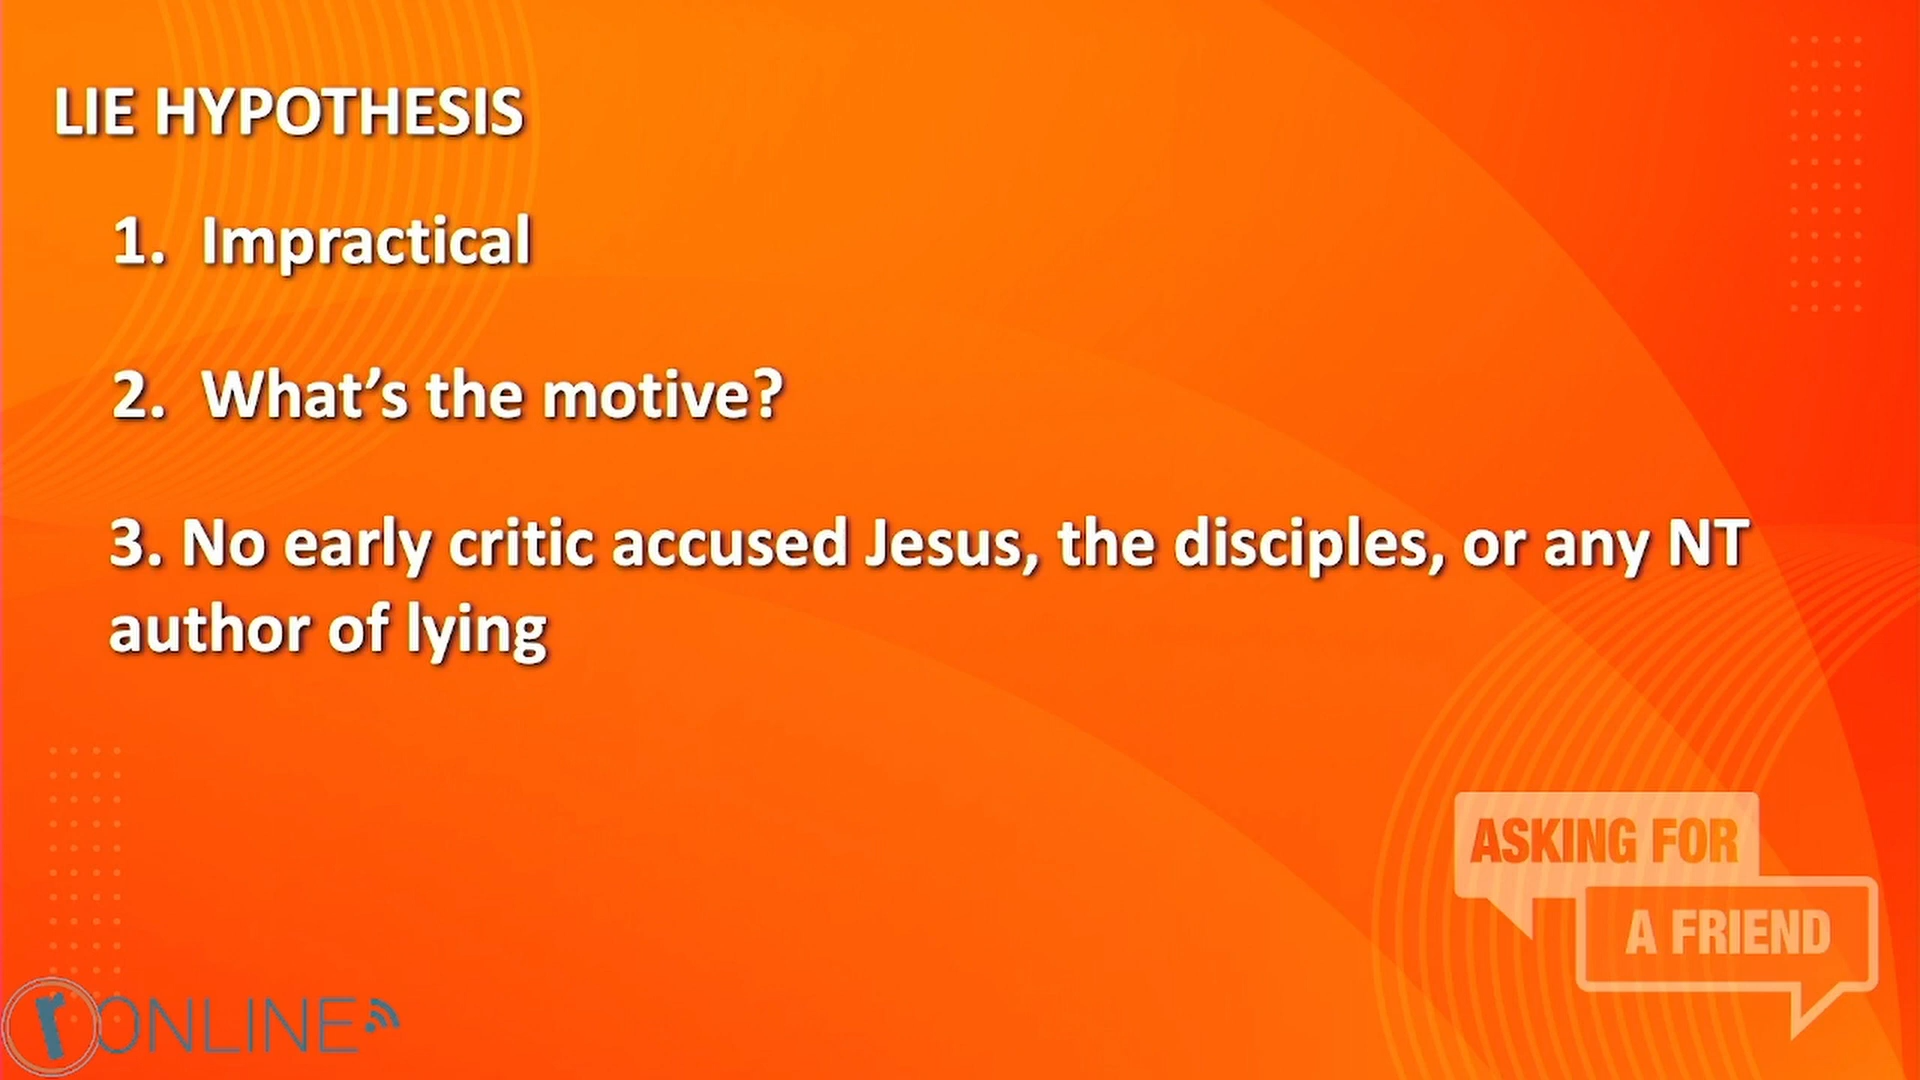 LIE HYPOTHESIS
1. Impractical
2. What’s the motive?
3. No early critic accused Jesus, the disciples, or any NT
author of lying
ASKING FOR
A FRIEND
r ONLINE